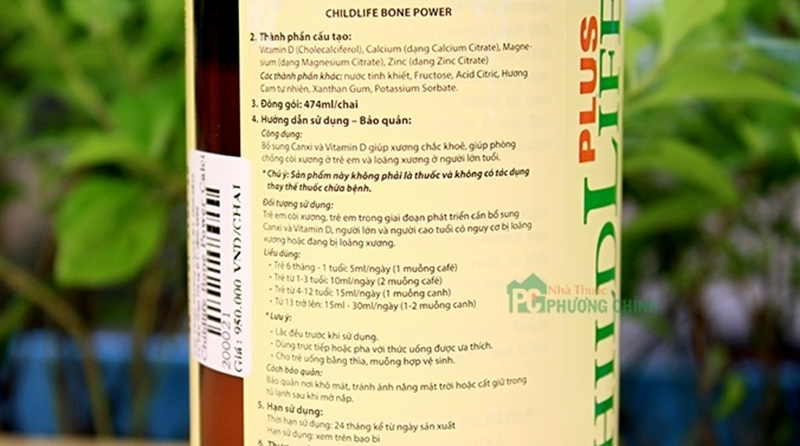 CHILDLIFE BONE POWER
2. Thành phần cấu tạo:
Vitamin D (Cholecalciferol), Calcium (dạng Calcium Citrate), Magne-
sium (dạng Magnesium Citrate), Zinc (dạng Zinc Citrate)
Các thành phần khác: nước tinh khiết, Fructose, Acid Citric, Hương
Cam tự nhiên, Xanthan Gum, Potassium Sorbate.
3. Đóng gói: 474ml/chai
4. Hướng dẫn sử dụng – Bảo quản:
Công dụng:
Bổ sung Canxi và Vitamin D giúp xương chắc khoẻ, giúp phòng
chống còi xương ở trẻ em và loãng xương ở người lớn tuổi.
* Chú ý: Sản phẩm này không phải là thuốc và không có tác dụng
thay thế thuốc chữa bệnh.
Đối tượng sử dụng:
Trẻ em còi xương, trẻ em trong giai đoạn phát triển cần bổ sung
Canxi và Vitamin D, người lớn và người cao tuổi có nguy cơ bị loãng
xương hoặc đang bị loãng xương.
Liều dùng:
• Trẻ 6 tháng - 1 tuổi: 5ml/ngày (1 muỗng café)
• Trẻ từ 1-3 tuổi: 10ml/ngày (2 muỗng café)
• Trẻ từ 4-12 tuổi: 15ml/ngày (1 muỗng canh)
• Từ 13 trở lên: 15ml - 30ml/ngày (1-2 muỗng canh)
* Lưu ý:
- Lắc đều trước khi sử dụng.
- Dùng trực tiếp hoặc pha với thức uống được ưa thích.
- Cho trẻ uống bằng thìa, muỗng hợp vệ sinh.
Cách bảo quản:
Bảo quản nơi khô mát, tránh ánh nắng mặt trời hoặc cất giữ trong
tủ lạnh sau khi mở nắp.
5. Hạn sử dụng:
Thời hạn sử dụng: 24 tháng kể từ ngày sản xuất
Hạn sử dụng: xem trên bao bì
PLUS
CHILDLIFE
Childlife Bone Power - Calci
200021
Giá : 980.000 VND/CHAI
PC
Nhà Thuốc
PHƯƠNG CHÍNH